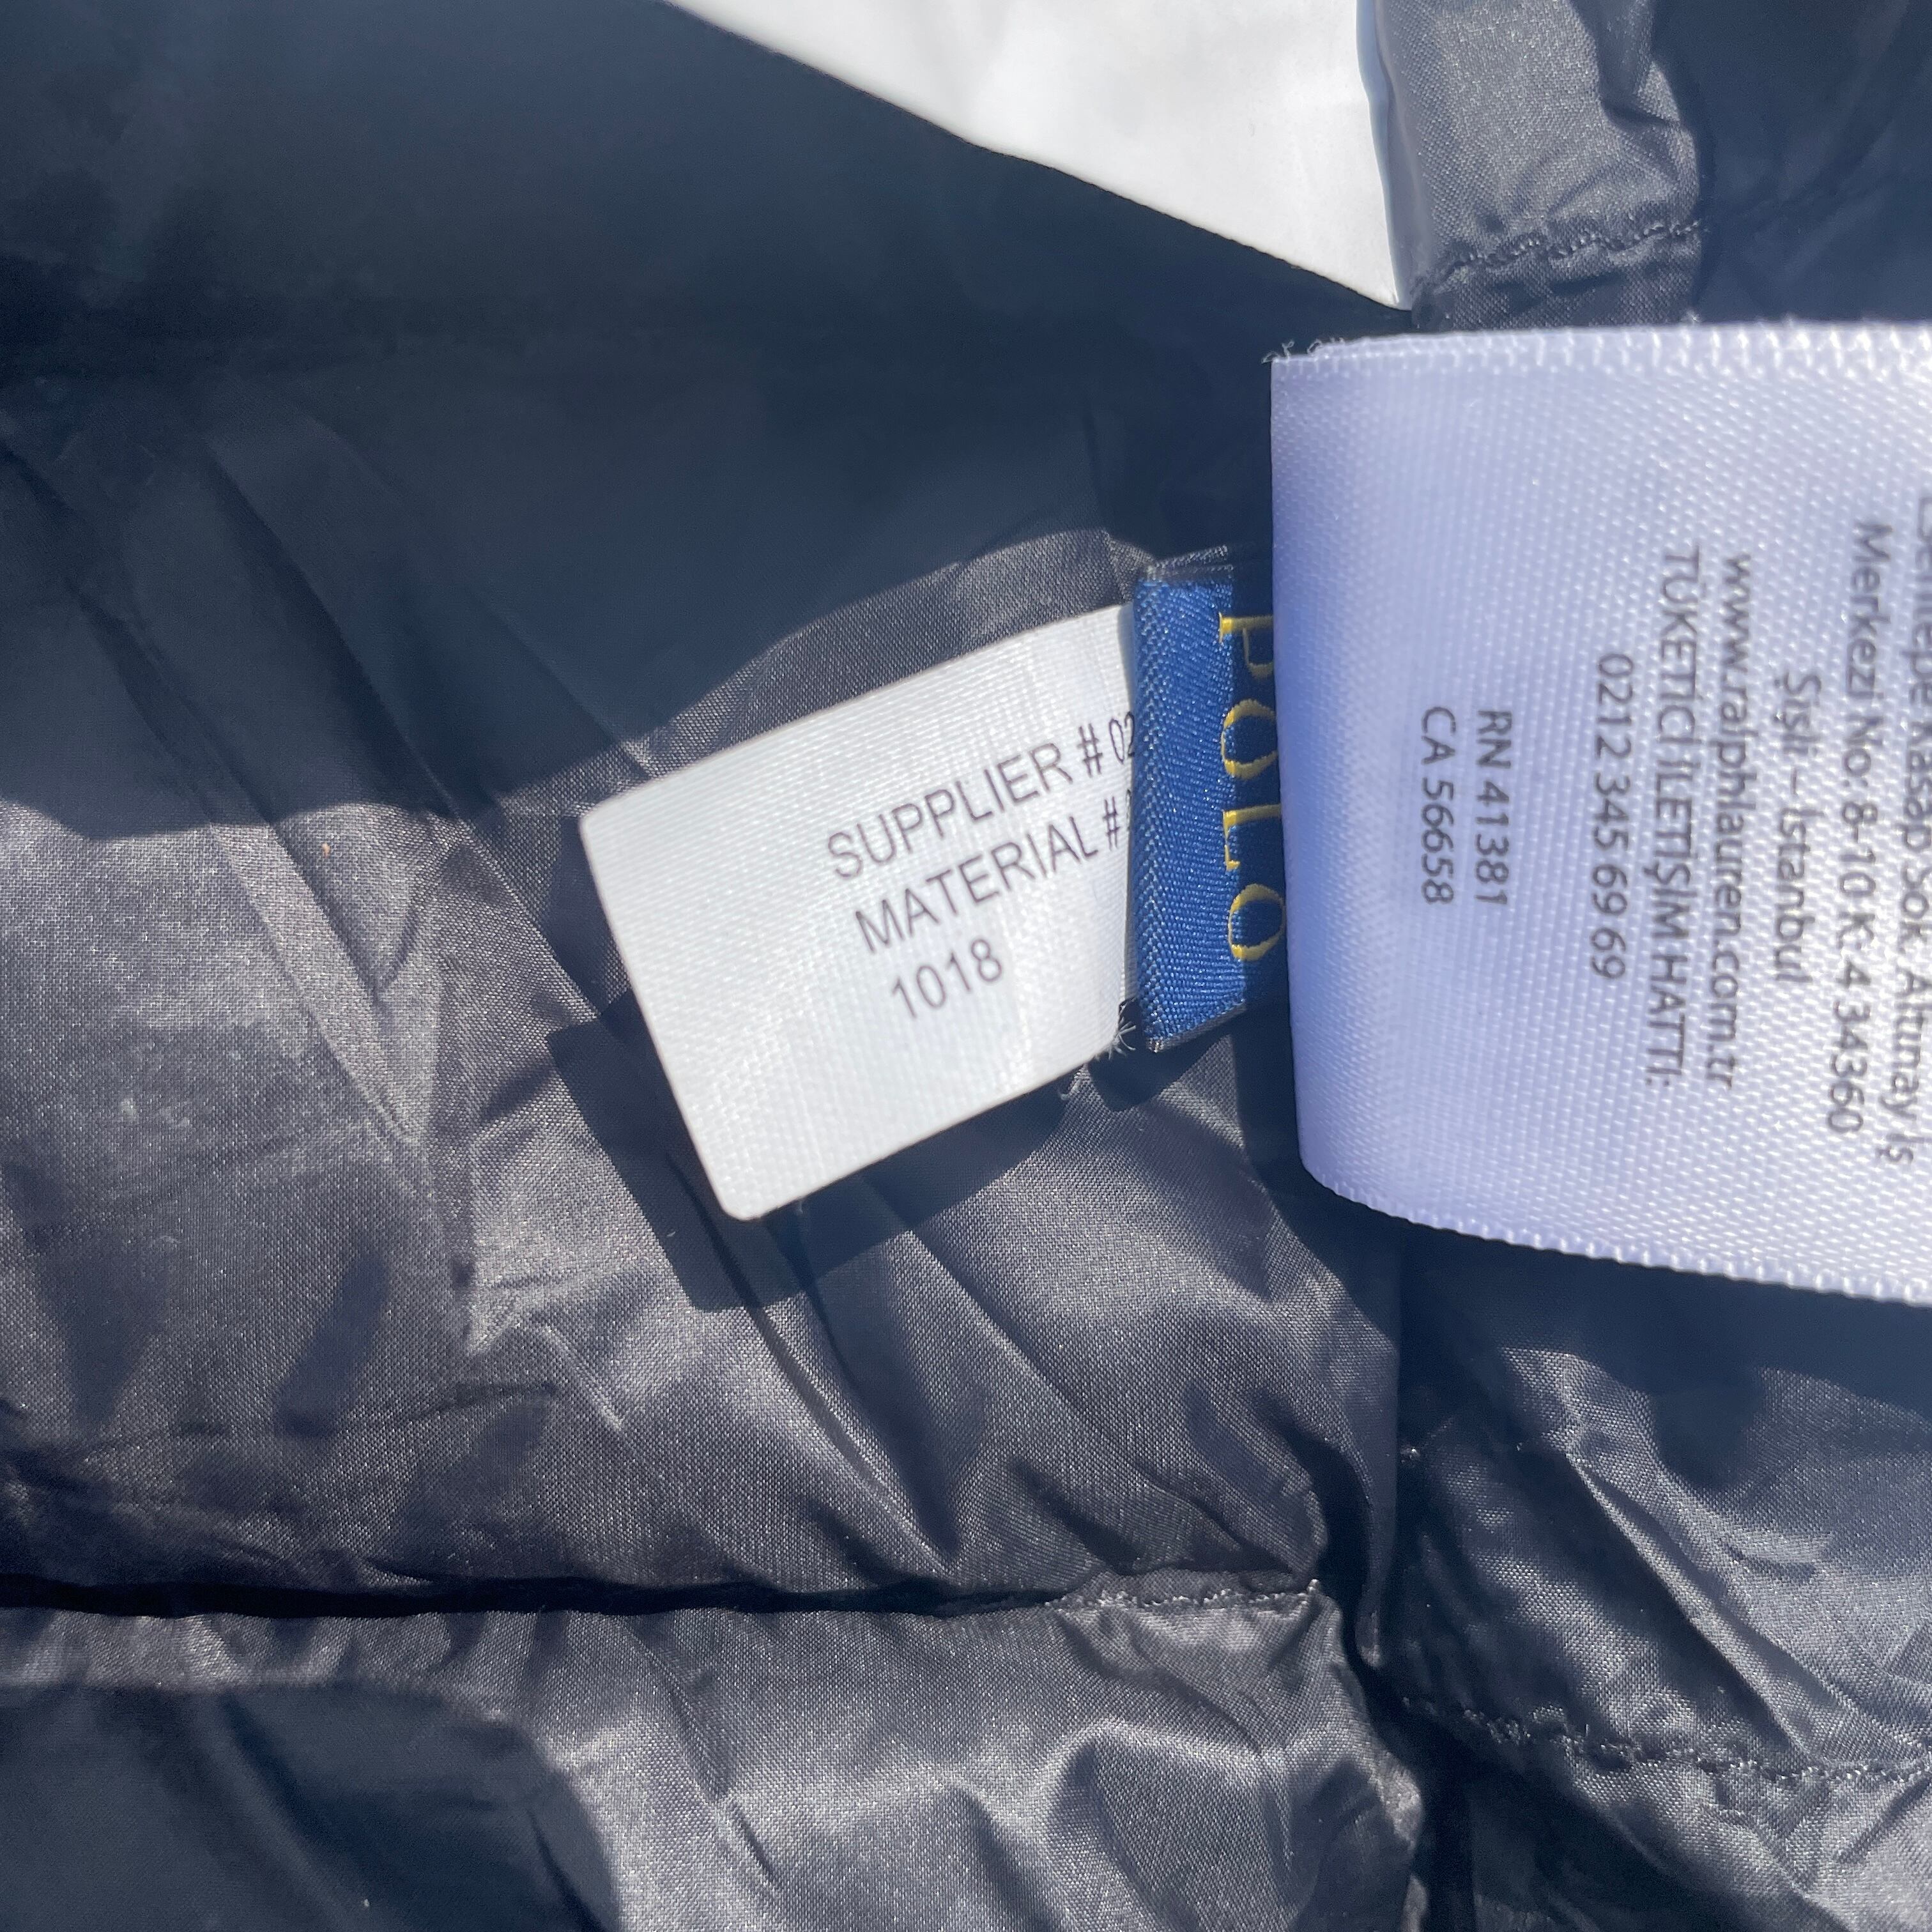 SUPPLIER # 02
MATERIAL #
1018
POLO
Merkezi No: 8-10 K: 4 34360
Şişli – İstanbul
www.ralphlauren.com.tr
TÜKETİCİ İLETİŞİM HATTI:
0212 345 69 69
RN 41381
CA 56658